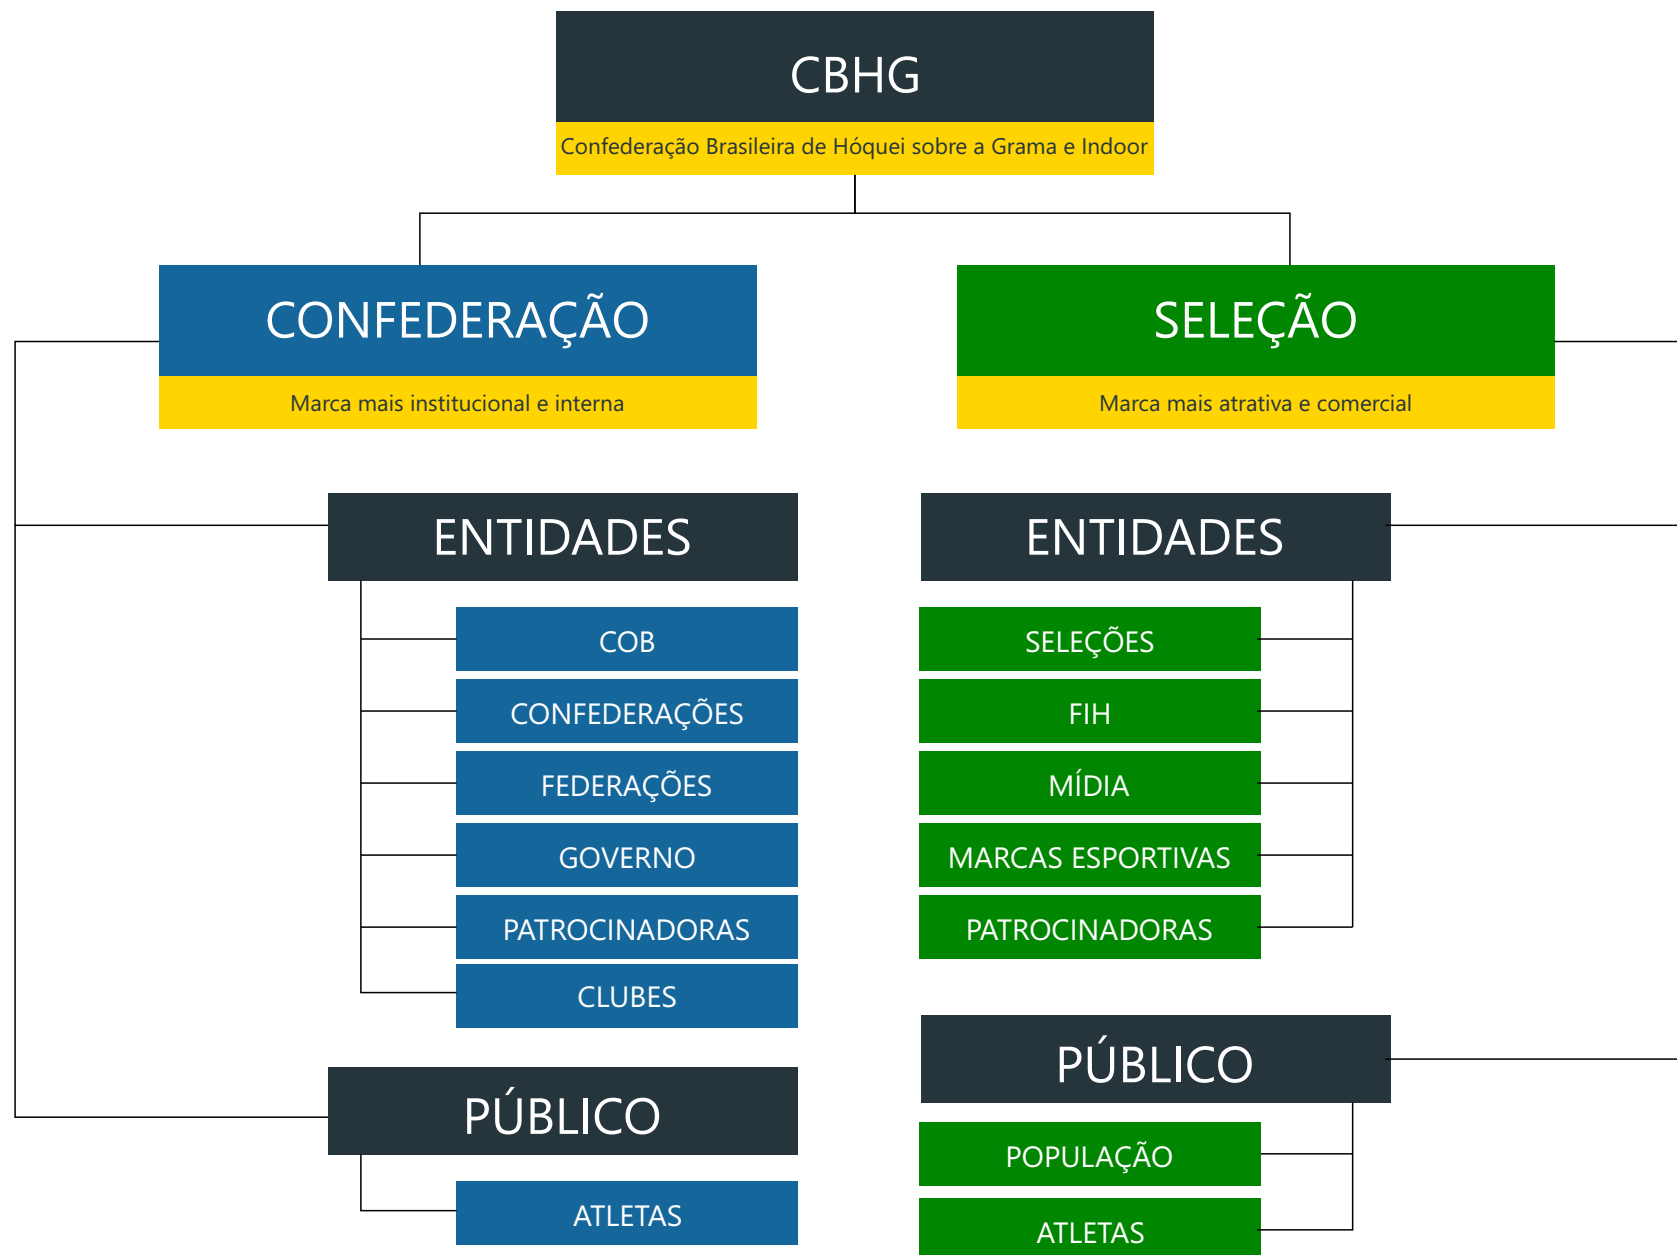 CBHG
Confederação Brasileira de Hóquei sobre a Grama e Indoor
CONFEDERAÇÃO
Marca mais institucional e interna
ENTIDADES
COB
CONFEDERAÇÕES
FEDERAÇÕES
GOVERNO
PATROCINADORAS
CLUBES
PÚBLICO
ATLETAS
SELEÇÃO
Marca mais atrativa e comercial
ENTIDADES
SELEÇÕES
FIH
MÍDIA
MARCAS ESPORTIVAS
PATROCINADORAS
PÚBLICO
POPULAÇÃO
ATLETAS